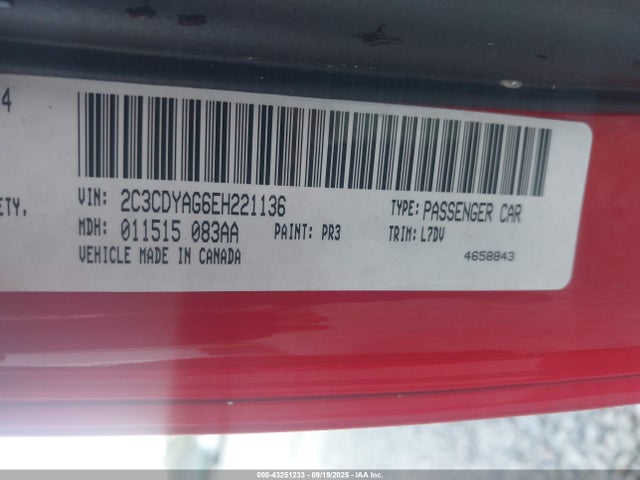 4
ETY,
VIN: 2C3CDYAG6EH221136 TYPE: PASSENGER CAR
MDH: 011515 083AA PAINT: PR3 TRIM: L7DV
VEHICLE MADE IN CANADA 4658843
000-43251233 - 09/19/2025 - IAA Inc.